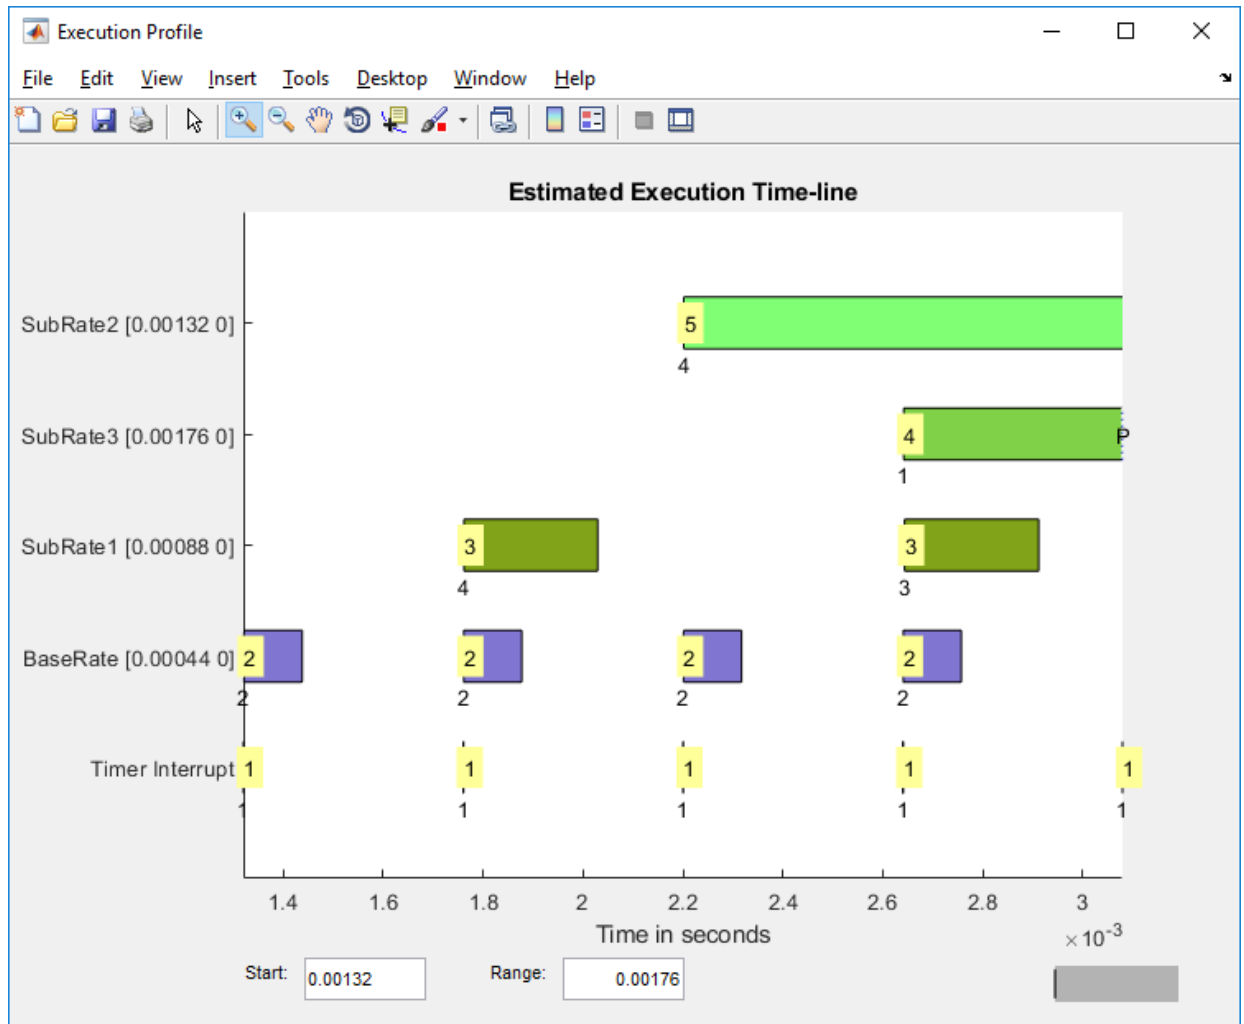 Execution Profile
File Edit View Insert Tools Desktop Window Help
Estimated Execution Time-line
SubRate2 [0.00132 0] 5
4
SubRate3 [0.00176 0] 4 P
1
SubRate1 [0.00088 0] 3 3
4 3
BaseRate [0.00044 0] 2 2 2 2
2 2 2 2
Timer Interrupt 1 1 1 1 1
1 1 1 1 1
1.4 1.6 1.8 2 2.2 2.4 2.6 2.8 3
Time in seconds ×10-3
Start: 0.00132 Range: 0.00176